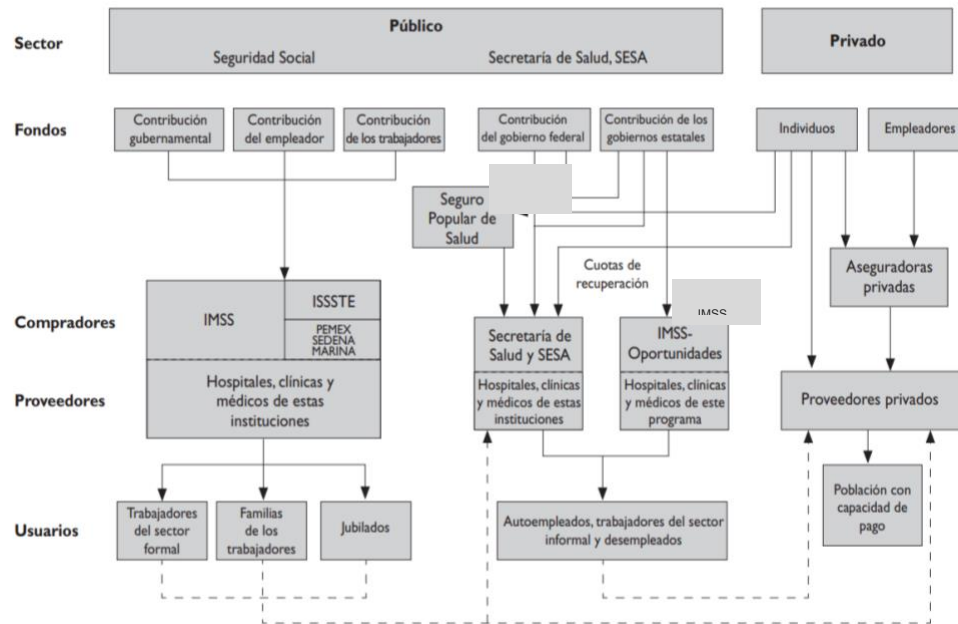 Sector
Público
Seguridad Social
Secretaría de Salud, SESA
Privado
Fondos
Contribución
gubernamental
Contribución
del empleador
Contribución
de los trabajadores
Contribución
del gobierno federal
Contribución de los
gobiernos estatales
Individuos
Empleadores
Seguro
Popular de
Salud
Cuotas de
recuperación
Aseguradoras
privadas
Compradores
IMSS
ISSSTE
PEMEX
SEDENA
MARINA
Secretaría de
Salud y SESA
IMSS
IMSS-
Oportunidades
Proveedores
Hospitales, clínicas y
médicos de estas
instituciones
Hospitales, clínicas
y médicos de estas
instituciones
Hospitales, clínicas
y médicos de este
programa
Proveedores privados
Usuarios
Trabajadores
del sector
formal
Familias
de los
trabajadores
Jubilados
Autoempleados, trabajadores del sector
informal y desempleados
Población con
capacidad de
pago